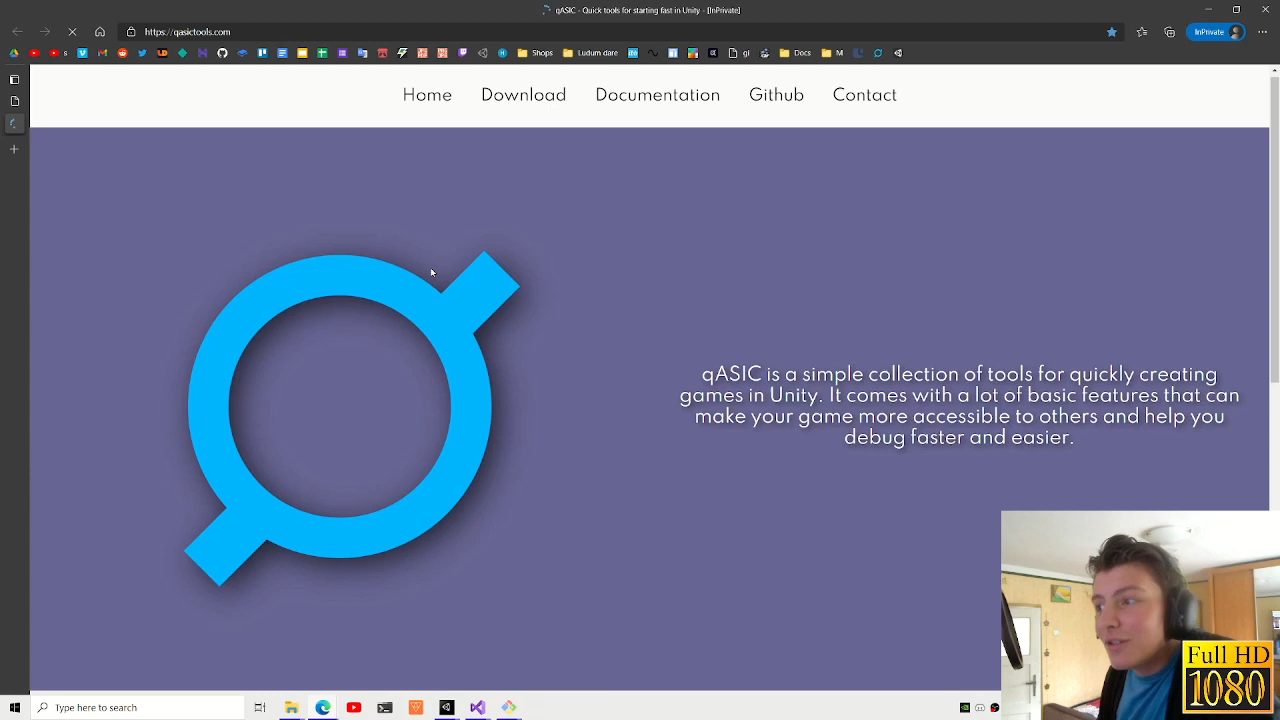 qASIC - Quick tools for starting fast in Unity - [InPrivate]
https://qasictools.com
InPrivate
s
Shops
Ludum dare
gi
Docs
M
Home
Download
Documentation
Github
Contact
qASIC is a simple collection of tools for quickly creating
games in Unity. It comes with a lot of basic features that can
make your game more accessible to others and help you
debug faster and easier.
Full HD
1080
Type here to search